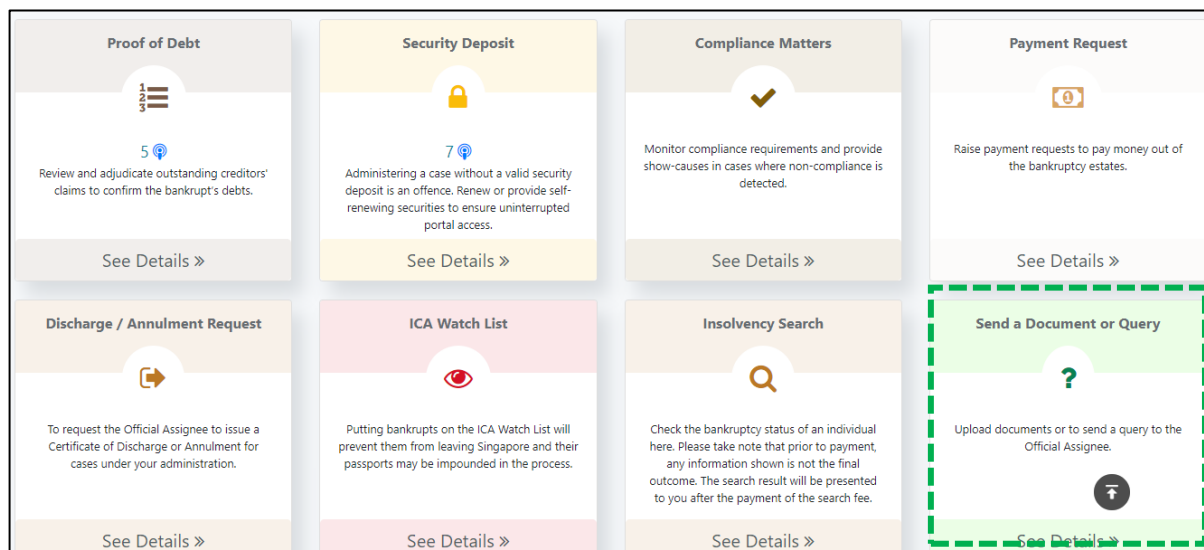 Proof of Debt
5
Review and adjudicate outstanding creditors'
claims to confirm the bankrupt's debts.
See Details »
Security Deposit
7
Administering a case without a valid security
deposit is an offence. Renew or provide self-
renewing securities to ensure uninterrupted
portal access.
See Details »
Compliance Matters
Monitor compliance requirements and provide
show-causes in cases where non-compliance is
detected.
See Details »
Payment Request
Raise payment requests to pay money out of
the bankruptcy estates.
See Details »
Discharge / Annulment Request
To request the Official Assignee to issue a
Certificate of Discharge or Annulment for
cases under your administration.
See Details »
ICA Watch List
Putting bankrupts on the ICA Watch List will
prevent them from leaving Singapore and their
passports may be impounded in the process.
See Details »
Insolvency Search
Check the bankruptcy status of an individual
here. Please take note that prior to payment,
any information shown is not the final
outcome. The search result will be presented
to you after the payment of the search fee.
See Details »
Send a Document or Query
?
Upload documents or to send a query to the
Official Assignee.
See Details »